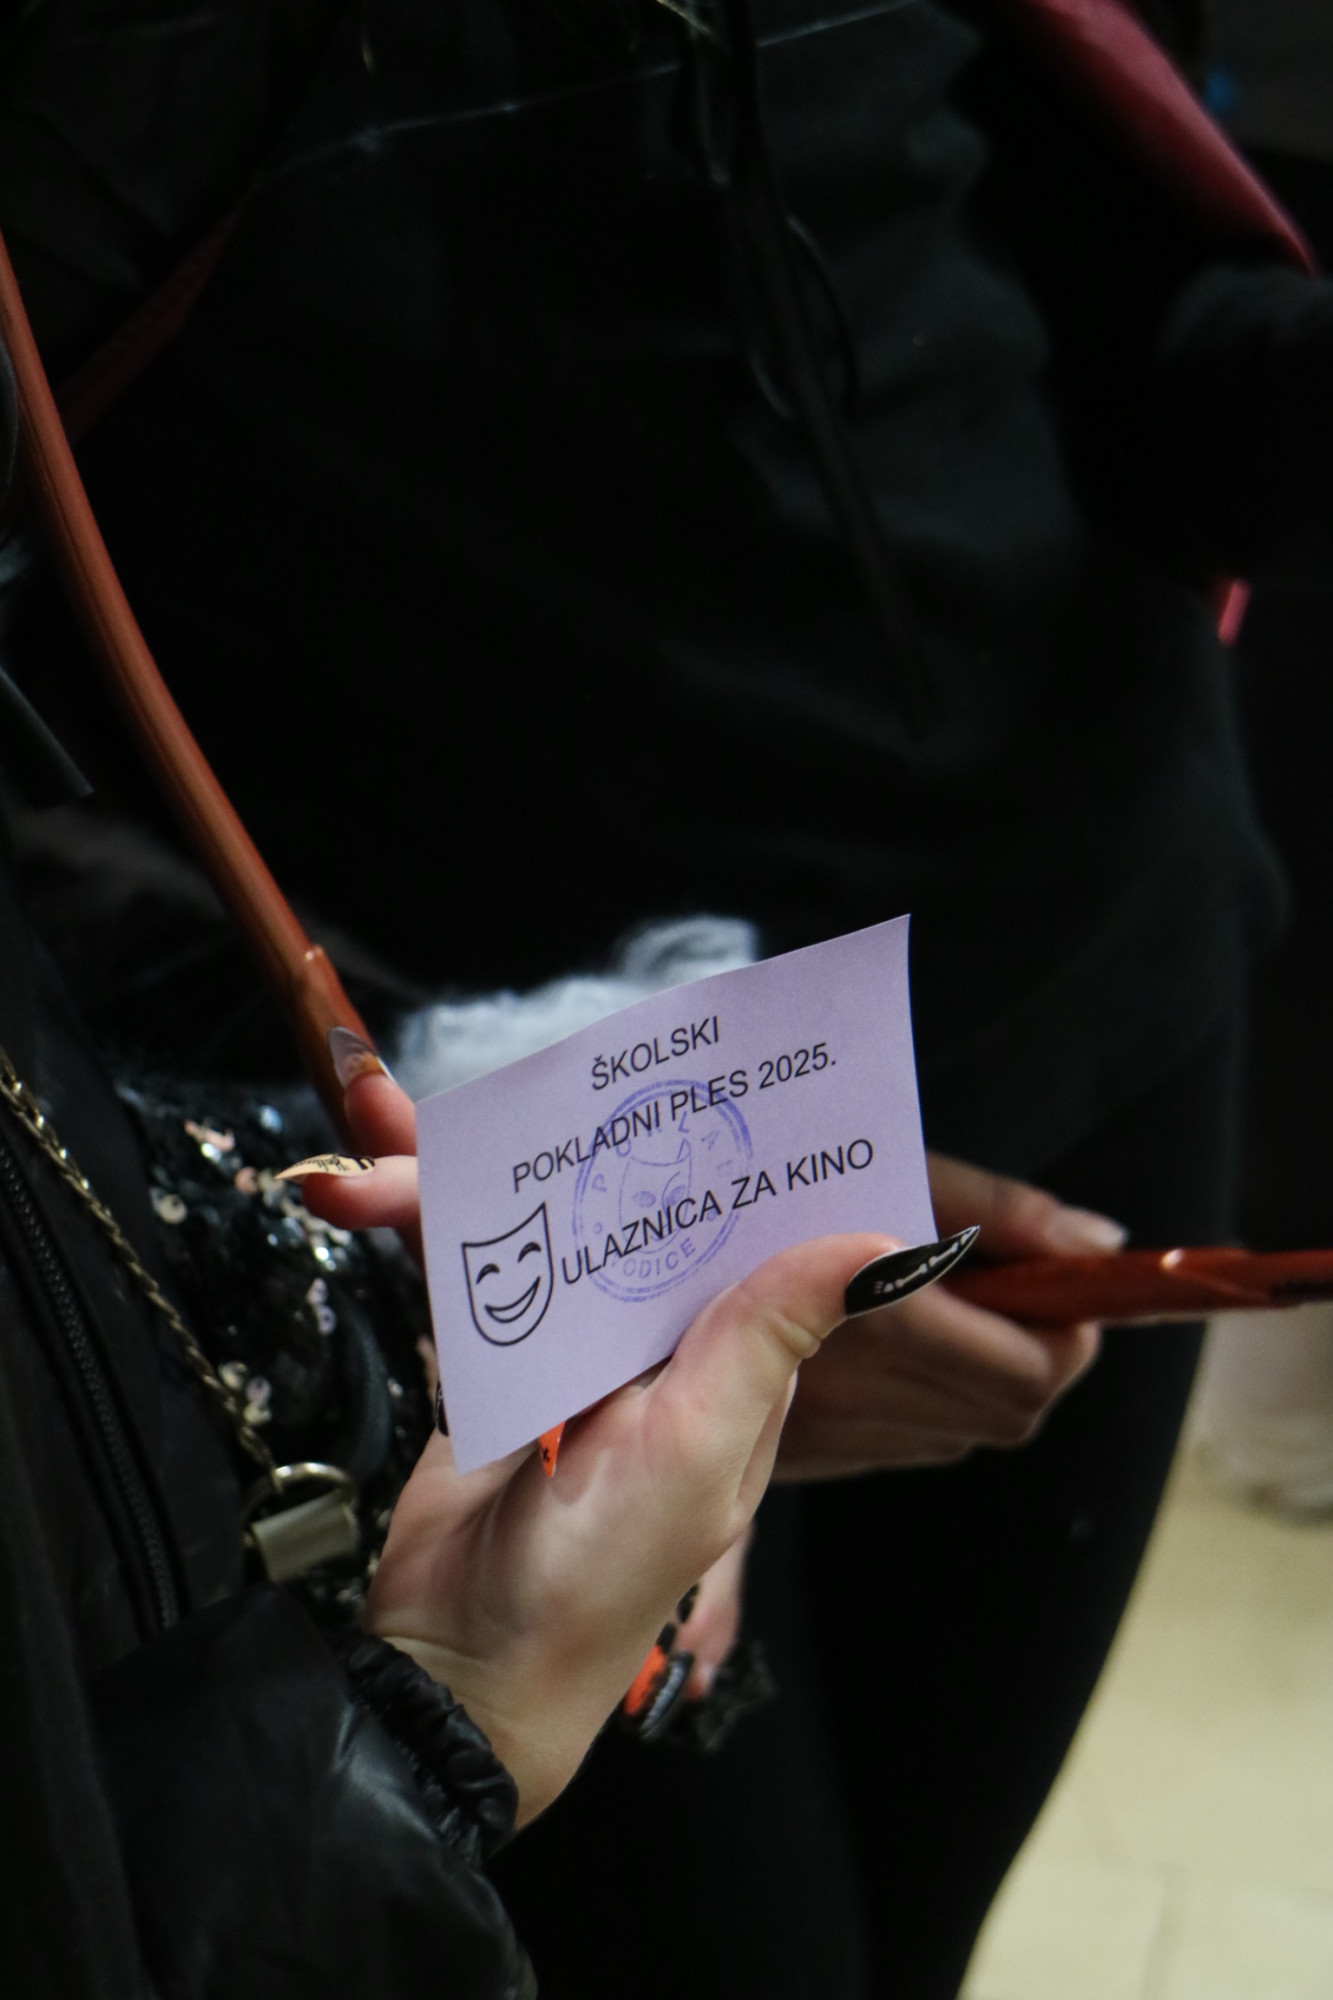 ŠKOLSKI
POKLADNI PLES 2025.
ULAZNICA ZA KINO